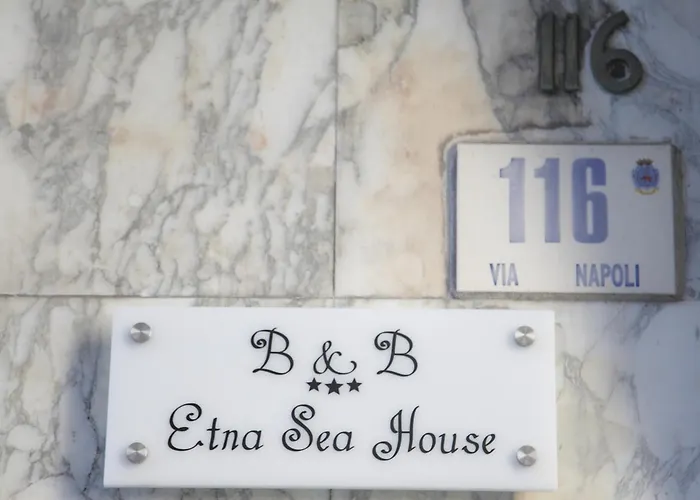 116
116
VIA NAPOLI
B & B
Etna Sea House